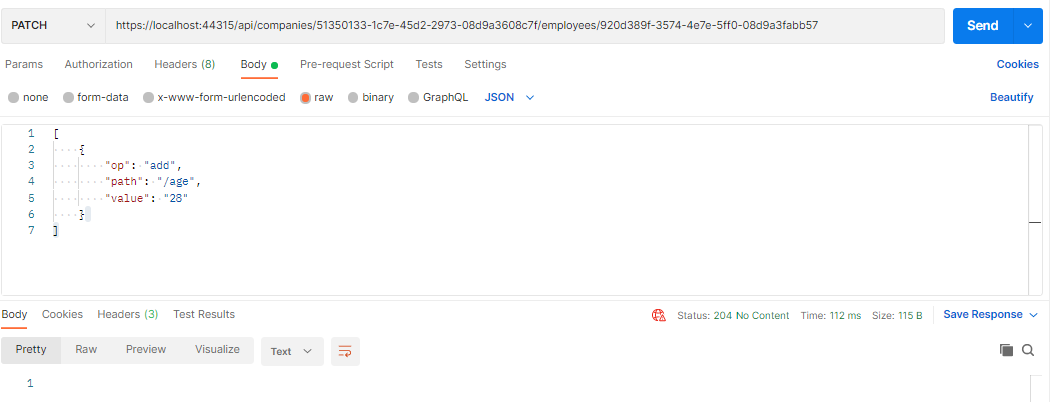 PATCH https://localhost:44315/api/companies/51350133-1c7e-45d2-2973-08d9a3608c7f/employees/920d389f-3574-4e7e-5ff0-08d9a3fabb57 Send
Params Authorization Headers (8) Body Pre-request Script Tests Settings Cookies
none form-data x-www-form-urlencoded raw binary GraphQL JSON Beautify
1 [
2 {
3 "op": "add",
4 "path": "/age",
5 "value": "28"
6 }
7 ]
Body Cookies Headers (3) Test Results Status: 204 No Content Time: 112 ms Size: 115 B Save Response
Pretty Raw Preview Visualize Text
1